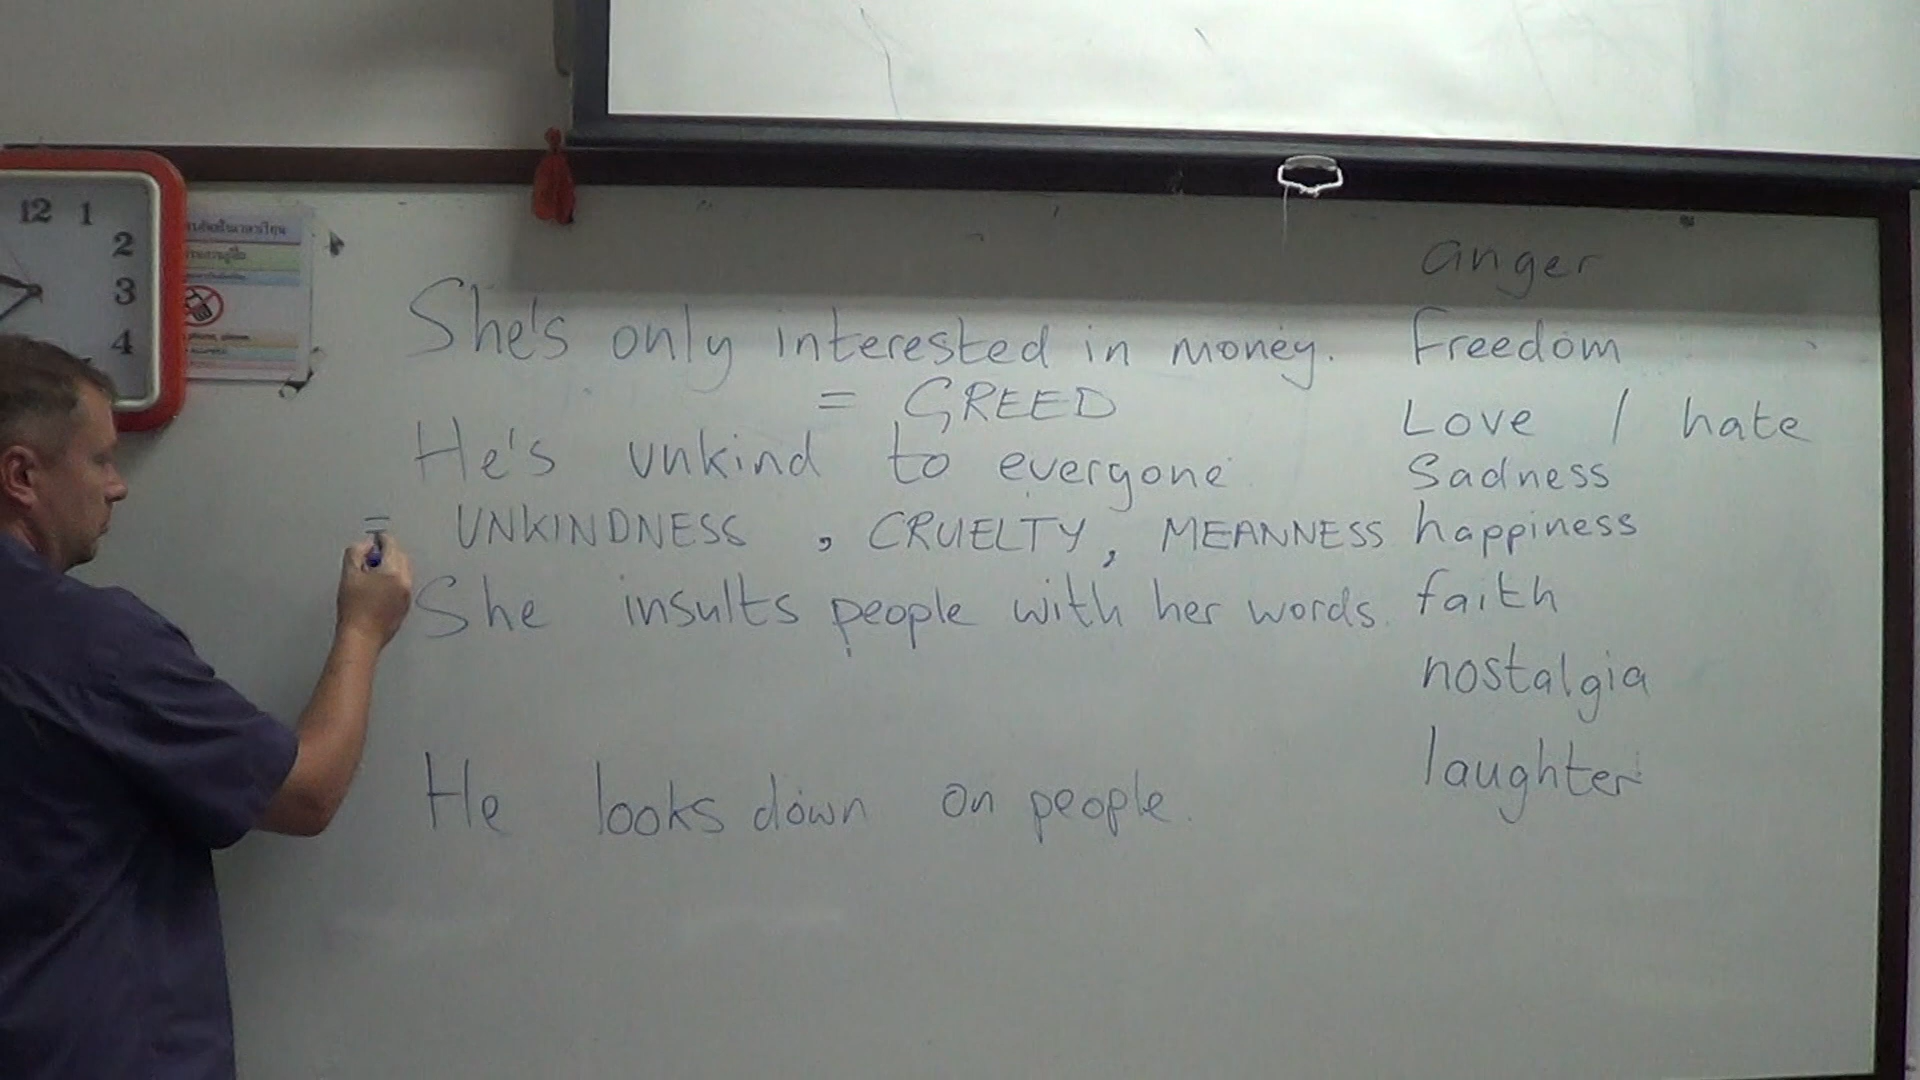 12 1
2
3
4
anger
She's only interested in money. Freedom
= GREED
Love / hate
He's unkind to everyone
Sadness
= UNKINDNESS , CRUELTY , MEANNESS happiness
She insults people with her words. faith
nostalgia
laughter
He looks down on people.